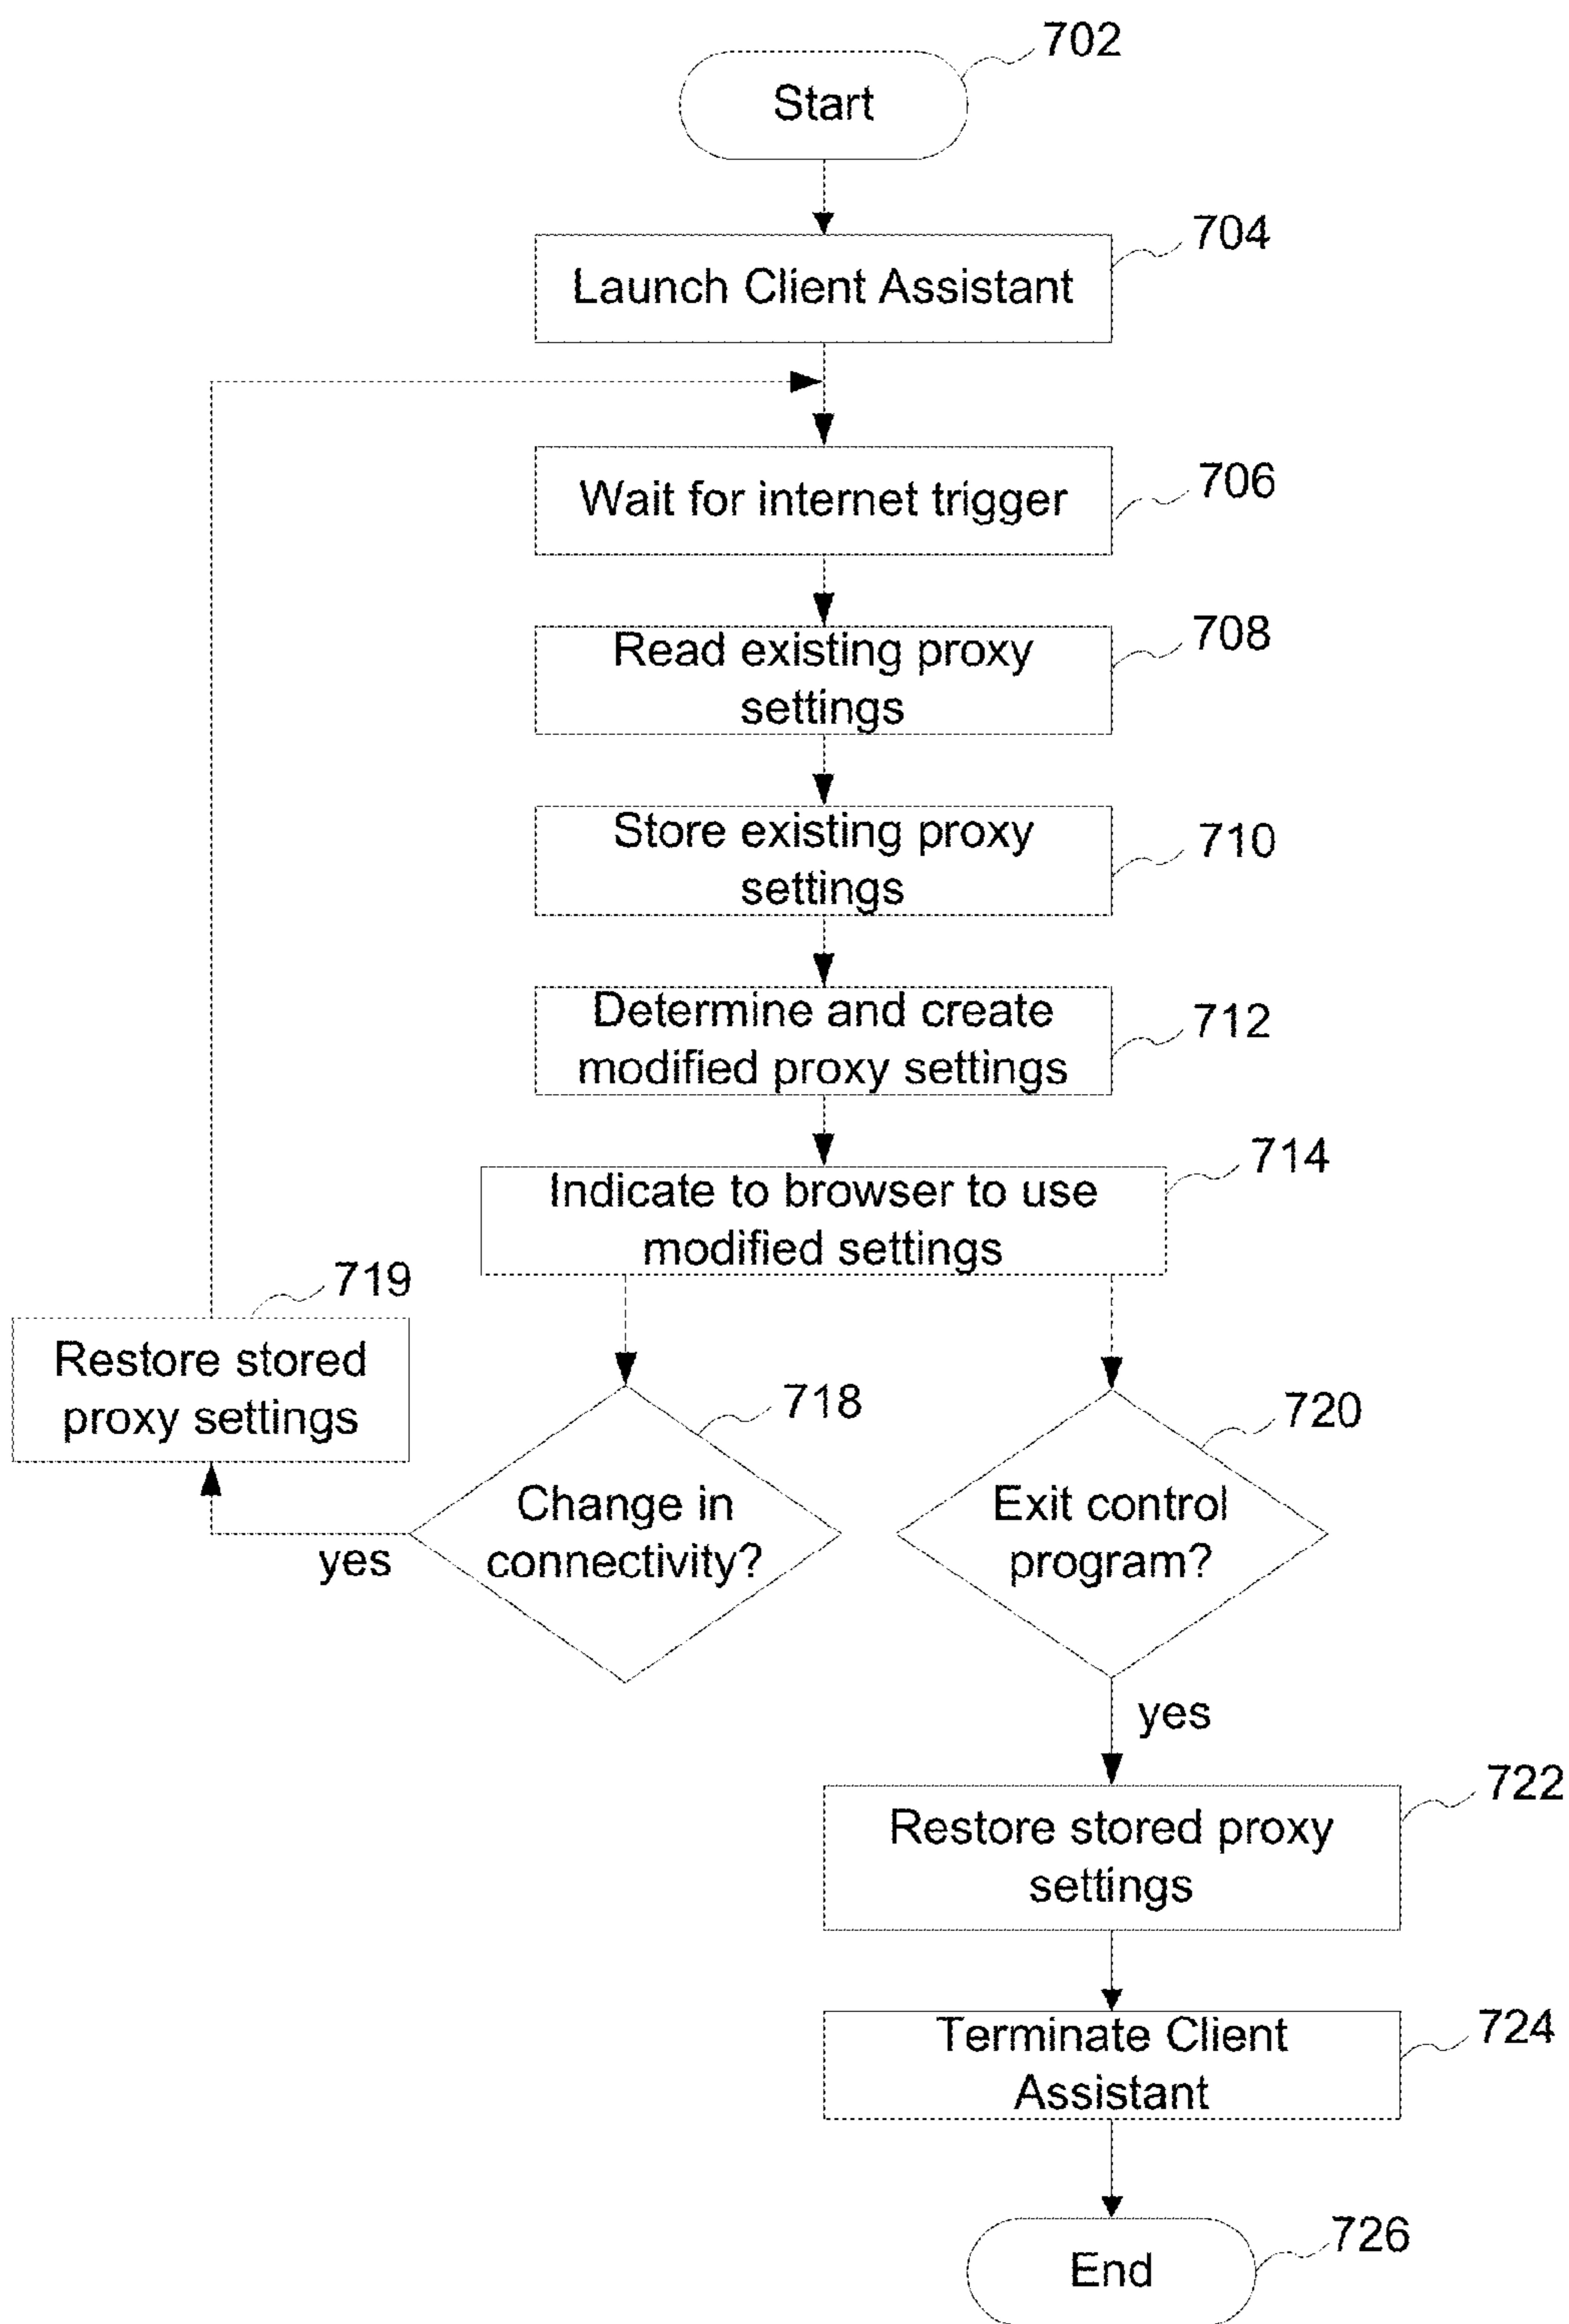 702
Start
704
Launch Client Assistant
706
Wait for internet trigger
708
Read existing proxy
settings
710
Store existing proxy
settings
712
Determine and create
modified proxy settings
714
Indicate to browser to use
modified settings
719
Restore stored
proxy settings
718
Change in
connectivity?
yes
720
Exit control
program?
yes
722
Restore stored proxy
settings
724
Terminate Client
Assistant
726
End